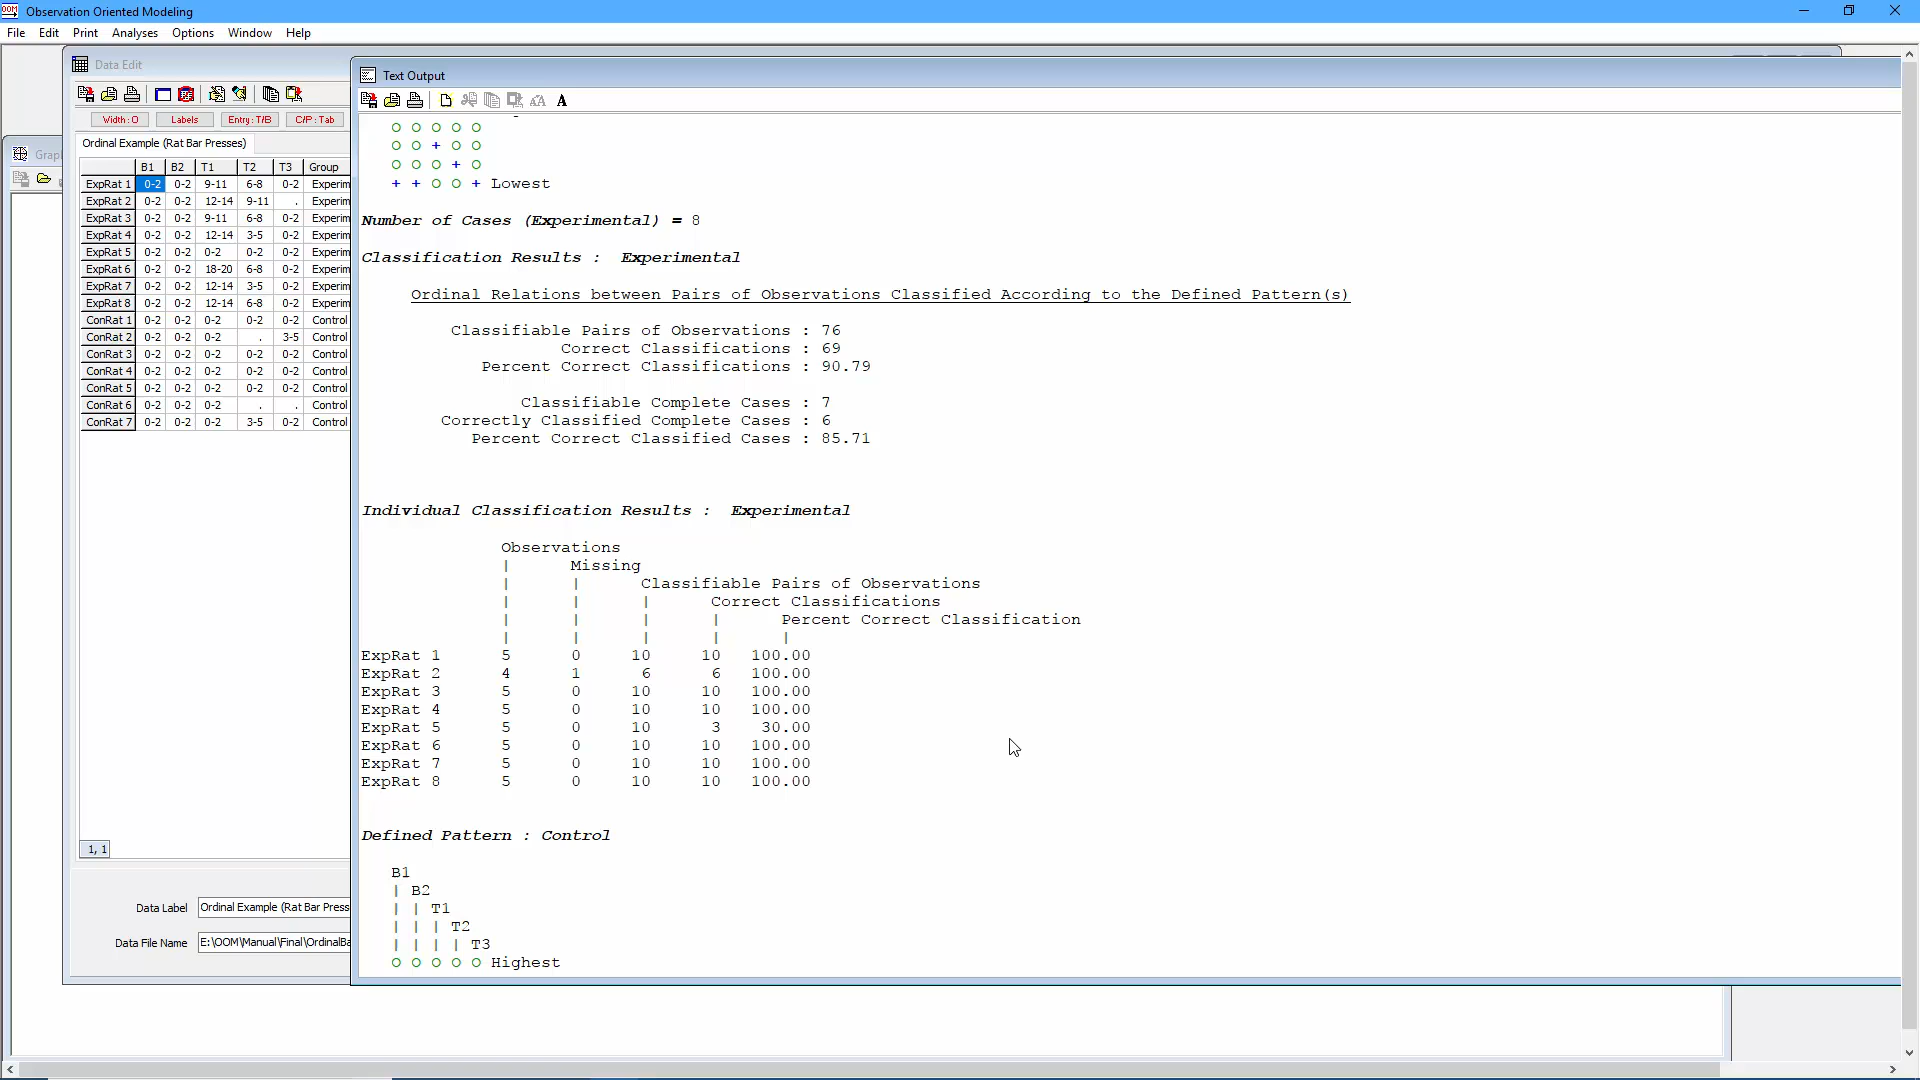 Observation Oriented Modeling
File Edit Print Analyses Options Window Help
Data Edit
Width : O Labels Entry : T/B C/P : Tab
Ordinal Example (Rat Bar Presses)
B1 B2 T1 T2 T3 Group
ExpRat 1 0-2 0-2 9-11 6-8 0-2 Experim
ExpRat 2 0-2 0-2 12-14 9-11 . Experim
ExpRat 3 0-2 0-2 9-11 6-8 0-2 Experim
ExpRat 4 0-2 0-2 12-14 3-5 0-2 Experim
ExpRat 5 0-2 0-2 0-2 0-2 0-2 Experim
ExpRat 6 0-2 0-2 18-20 6-8 0-2 Experim
ExpRat 7 0-2 0-2 12-14 3-5 0-2 Experim
ExpRat 8 0-2 0-2 12-14 6-8 0-2 Experim
ConRat 1 0-2 0-2 0-2 0-2 0-2 Control
ConRat 2 0-2 0-2 0-2 . 3-5 Control
ConRat 3 0-2 0-2 0-2 0-2 0-2 Control
ConRat 4 0-2 0-2 0-2 0-2 0-2 Control
ConRat 5 0-2 0-2 0-2 0-2 0-2 Control
ConRat 6 0-2 0-2 0-2 . . Control
ConRat 7 0-2 0-2 0-2 3-5 0-2 Control
1, 1
Data Label Ordinal Example (Rat Bar Press
Data File Name E:\OOM\Manual\Final\OrdinalBa
Text Output
O O O O O
O O + O O
O O O + O
+ + O O + Lowest
Number of Cases (Experimental) = 8
Classification Results : Experimental
Ordinal Relations between Pairs of Observations Classified According to the Defined Pattern(s)
Classifiable Pairs of Observations : 76
Correct Classifications : 69
Percent Correct Classifications : 90.79
Classifiable Complete Cases : 7
Correctly Classified Complete Cases : 6
Percent Correct Classified Cases : 85.71
Individual Classification Results : Experimental
Observations
| Missing
| | Classifiable Pairs of Observations
| | | Correct Classifications
| | | | Percent Correct Classification
| | | | |
ExpRat 1 5 0 10 10 100.00
ExpRat 2 4 1 6 6 100.00
ExpRat 3 5 0 10 10 100.00
ExpRat 4 5 0 10 10 100.00
ExpRat 5 5 0 10 3 30.00
ExpRat 6 5 0 10 10 100.00
ExpRat 7 5 0 10 10 100.00
ExpRat 8 5 0 10 10 100.00
Defined Pattern : Control
B1
| B2
| | T1
| | | T2
| | | | T3
O O O O O Highest